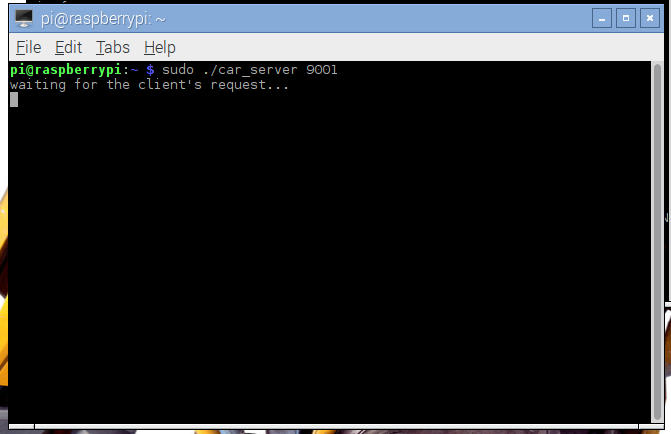 pi@raspberrypi: ~
File Edit Tabs Help
pi@raspberrypi:~ $ sudo ./car_server 9001
waiting for the client's request...